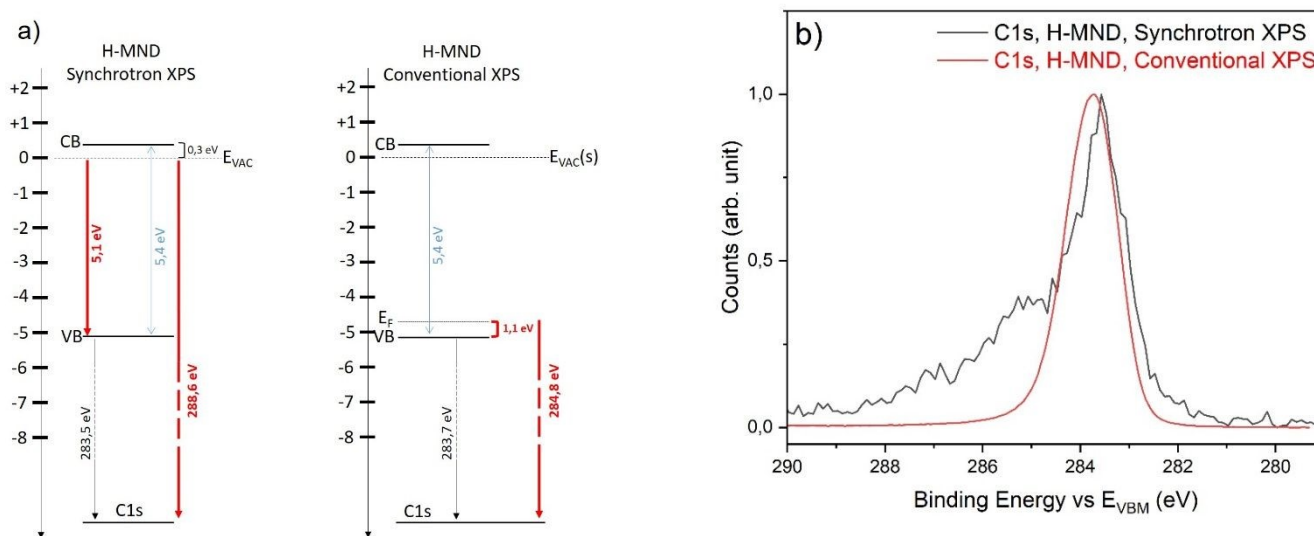 a)
H-MND
Synchrotron XPS
+2
+1
0
-1
-2
-3
-4
-5
-6
-7
-8
CB
0,3 eV
E_VAC
5,1 eV
5,4 eV
VB
283,5 eV
288,6 eV
C1s
H-MND
Conventional XPS
+2
+1
0
-1
-2
-3
-4
-5
-6
-7
-8
CB
E_VAC(s)
5,4 eV
E_F
VB
1,1 eV
283,7 eV
284,8 eV
C1s
b)
C1s, H-MND, Synchrotron XPS
C1s, H-MND, Conventional XPS
Counts (arb. unit)
1,0
0,5
0,0
290
288
286
284
282
280
Binding Energy vs E_VBM (eV)